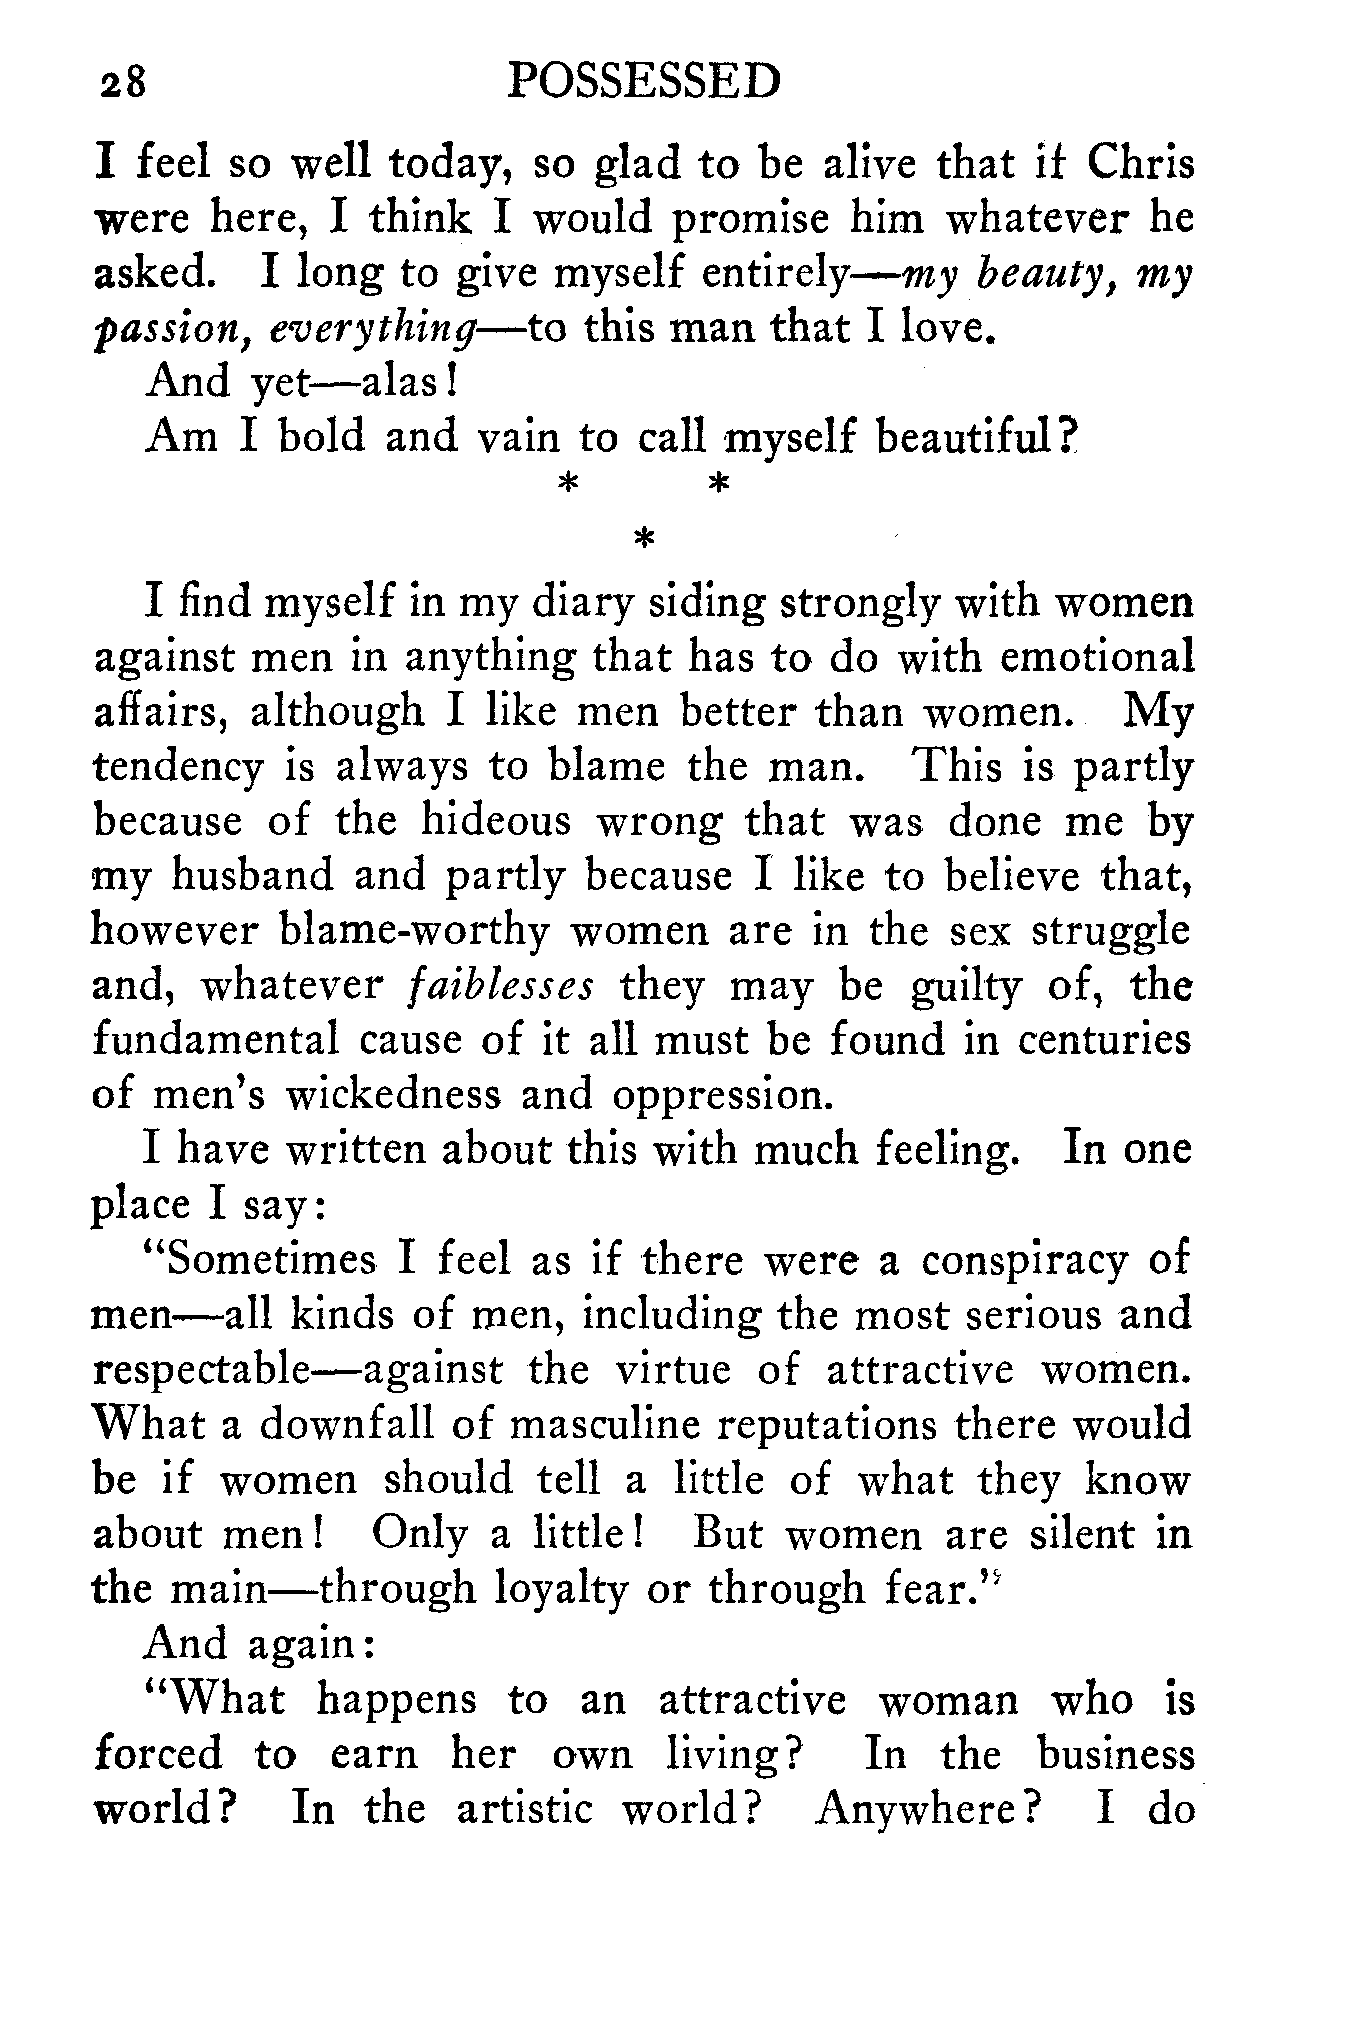 28 POSSESSED
I feel so well today, so glad to be alive that if Chris
were here, I think I would promise him whatever he
asked. I long to give myself entirely—my beauty, my
passion, everything—to this man that I love.
And yet—alas!
Am I bold and vain to call myself beautiful?
* *
*
I find myself in my diary siding strongly with women
against men in anything that has to do with emotional
affairs, although I like men better than women. My
tendency is always to blame the man. This is partly
because of the hideous wrong that was done me by
my husband and partly because I like to believe that,
however blame-worthy women are in the sex struggle
and, whatever faiblesses they may be guilty of, the
fundamental cause of it all must be found in centuries
of men's wickedness and oppression.
I have written about this with much feeling. In one
place I say:
"Sometimes I feel as if there were a conspiracy of
men—all kinds of men, including the most serious and
respectable—against the virtue of attractive women.
What a downfall of masculine reputations there would
be if women should tell a little of what they know
about men! Only a little! But women are silent in
the main—through loyalty or through fear."
And again:
"What happens to an attractive woman who is
forced to earn her own living? In the business
world? In the artistic world? Anywhere? I do